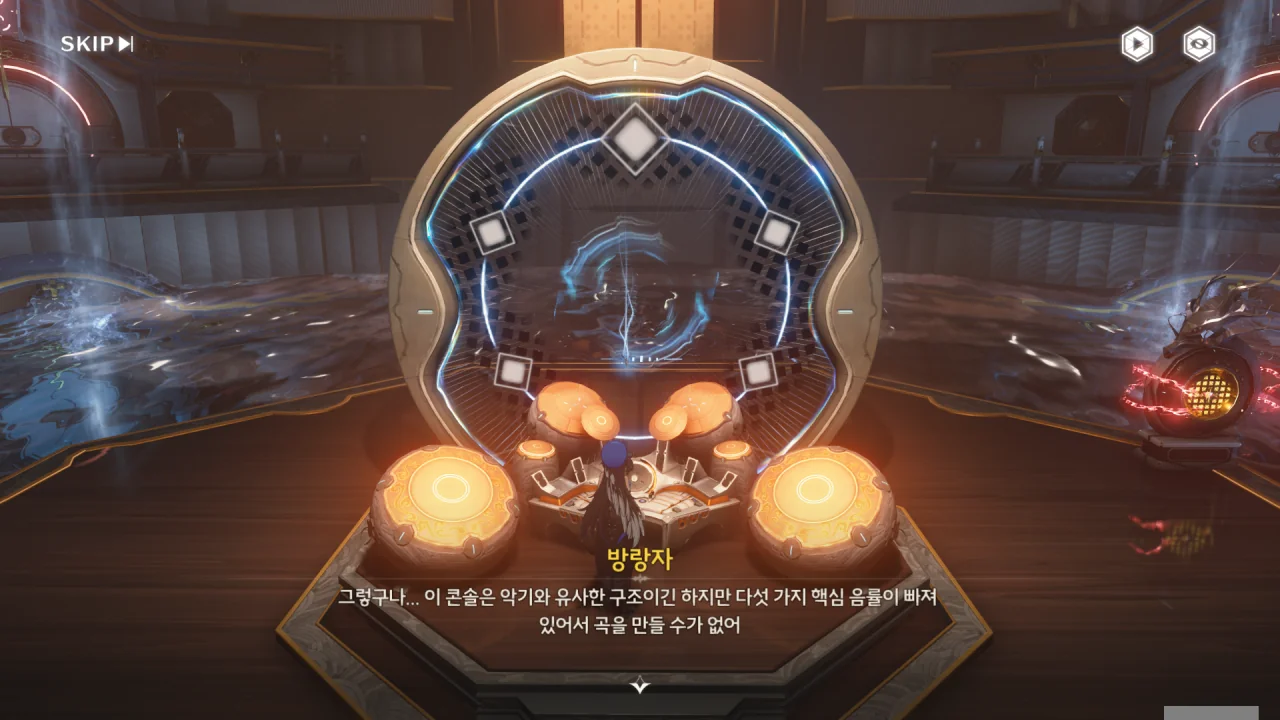 SKIP
방랑자
그렇구나... 이 콘솔은 악기와 유사한 구조이긴 하지만 다섯 가지 핵심 음률이 빠져
있어서 곡을 만들 수가 없어